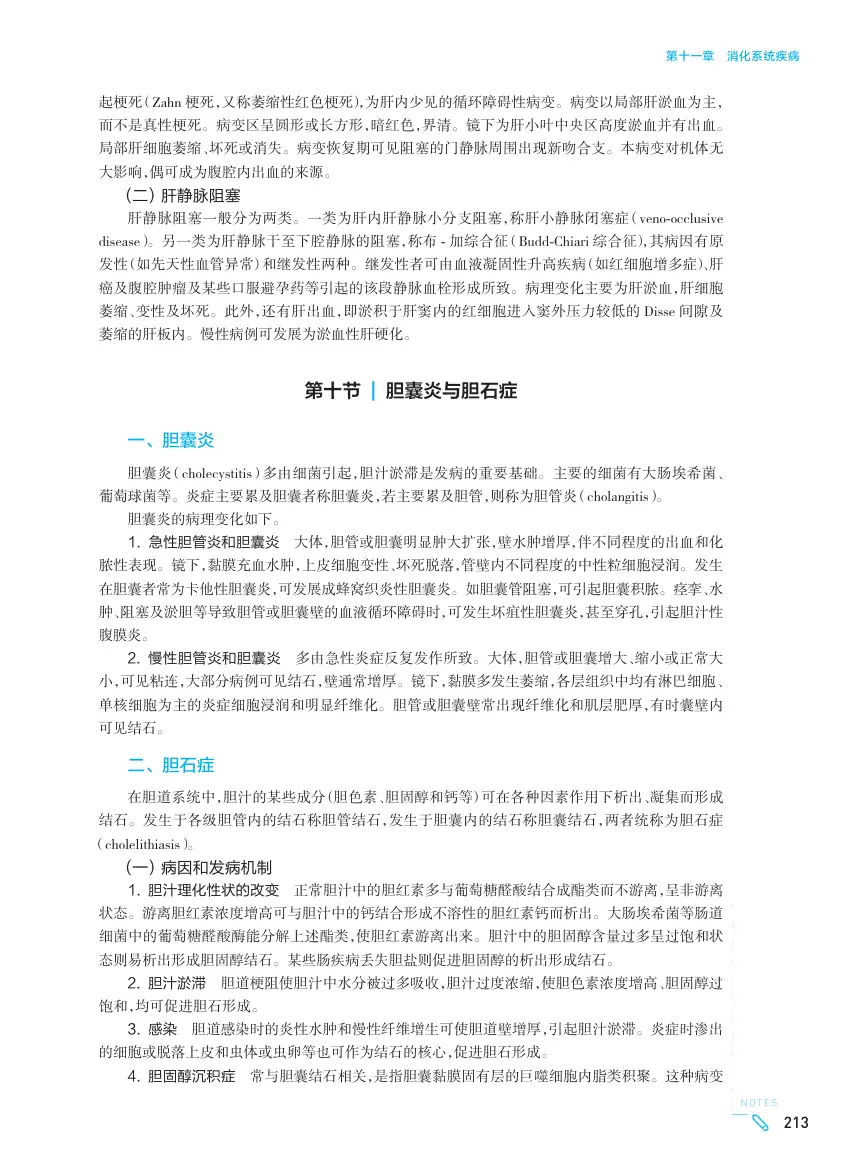 第十一章 消化系统疾病
起梗死（Zahn 梗死，又称萎缩性红色梗死），为肝内少见的循环障碍性病变。病变以局部肝淤血为主，
而不是真性梗死。病变区呈圆形或长方形，暗红色，界清。镜下为肝小叶中央区高度淤血并有出血。
局部肝细胞萎缩、坏死或消失。病变恢复期可见阻塞的门静脉周围出现新吻合支。本病变对机体无
大影响，偶可成为腹腔内出血的来源。
（二）肝静脉阻塞
肝静脉阻塞一般分为两类。一类为肝内肝静脉小分支阻塞，称肝小静脉闭塞症（veno-occlusive
disease）。另一类为肝静脉干至下腔静脉的阻塞，称布 - 加综合征（Budd-Chiari 综合征），其病因有原
发性（如先天性血管异常）和继发性两种。继发性者可由血液凝固性升高疾病（如红细胞增多症）、肝
癌及腹腔肿瘤及某些口服避孕药等引起的该段静脉血栓形成所致。病理变化主要为肝淤血，肝细胞
萎缩、变性及坏死。此外，还有肝出血，即淤积于肝窦内的红细胞进入窦外压力较低的 Disse 间隙及
萎缩的肝板内。慢性病例可发展为淤血性肝硬化。
第十节 | 胆囊炎与胆石症
一、胆囊炎
胆囊炎（cholecystitis）多由细菌引起，胆汁淤滞是发病的重要基础。主要的细菌有大肠埃希菌、
葡萄球菌等。炎症主要累及胆囊者称胆囊炎，若主要累及胆管，则称为胆管炎（cholangitis）。
胆囊炎的病理变化如下。
1. 急性胆管炎和胆囊炎 大体，胆管或胆囊明显肿大扩张，壁水肿增厚，伴不同程度的出血和化
脓性表现。镜下，黏膜充血水肿，上皮细胞变性、坏死脱落，管壁内不同程度的中性粒细胞浸润。发生
在胆囊者常为卡他性胆囊炎，可发展成蜂窝织炎性胆囊炎。如胆囊管阻塞，可引起胆囊积脓。痉挛、水
肿、阻塞及淤胆等导致胆管或胆囊壁的血液循环障碍时，可发生坏疽性胆囊炎，甚至穿孔，引起胆汁性
腹膜炎。
2. 慢性胆管炎和胆囊炎 多由急性炎症反复发作所致。大体，胆管或胆囊增大、缩小或正常大
小，可见粘连，大部分病例可见结石，壁通常增厚。镜下，黏膜多发生萎缩，各层组织中均有淋巴细胞、
单核细胞为主的炎症细胞浸润和明显纤维化。胆管或胆囊壁常出现纤维化和肌层肥厚，有时囊壁内
可见结石。
二、胆石症
在胆道系统中，胆汁的某些成分（胆色素、胆固醇和钙等）可在各种因素作用下析出、凝集而形成
结石。发生于各级胆管内的结石称胆管结石，发生于胆囊内的结石称胆囊结石，两者统称为胆石症
（cholelithiasis）。
（一）病因和发病机制
1. 胆汁理化性状的改变 正常胆汁中的胆红素多与葡萄糖醛酸结合成酯类而不游离，呈非游离
状态。游离胆红素浓度增高可与胆汁中的钙结合形成不溶性的胆红素钙而析出。大肠埃希菌等肠道
细菌中的葡萄糖醛酸酶能分解上述酯类，使胆红素游离出来。胆汁中的胆固醇含量过多呈过饱和状
态则易析出形成胆固醇结石。某些肠疾病丢失胆盐则促进胆固醇的析出形成结石。
2. 胆汁淤滞 胆道梗阻使胆汁中水分被过多吸收，胆汁过度浓缩，使胆色素浓度增高、胆固醇过
饱和，均可促进胆石形成。
3. 感染 胆道感染时的炎性水肿和慢性纤维增生可使胆道壁增厚，引起胆汁淤滞。炎症时渗出
的细胞或脱落上皮和虫体或虫卵等也可作为结石的核心，促进胆石形成。
4. 胆固醇沉积症 常与胆囊结石相关，是指胆囊黏膜固有层的巨噬细胞内脂类积聚。这种病变
NOTES
213